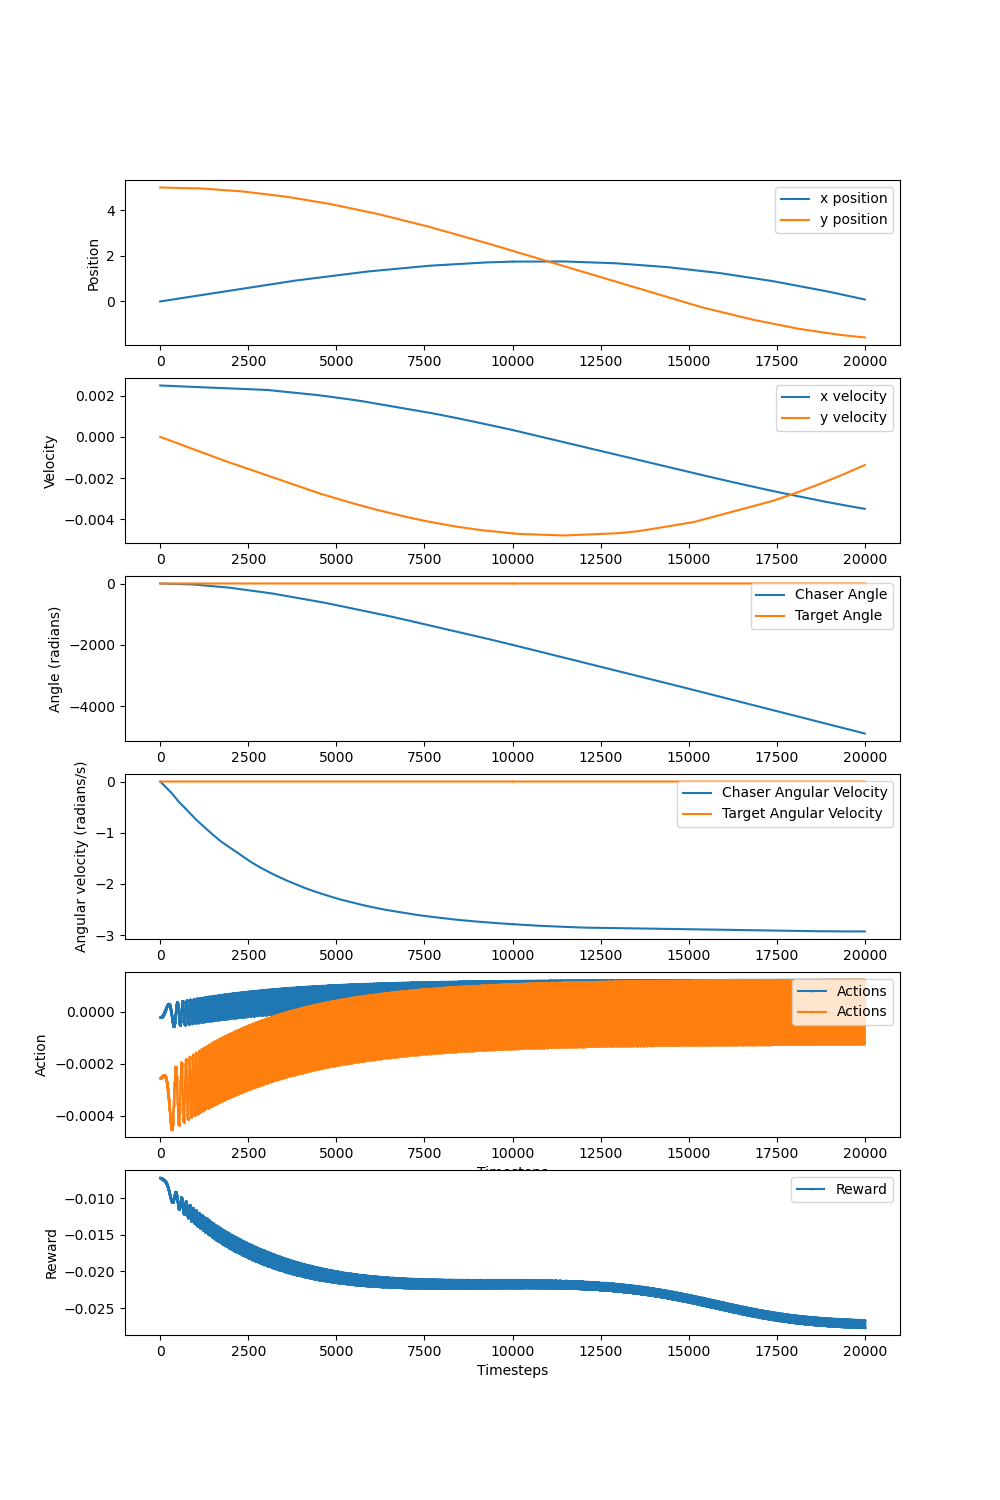 Position
4
2
0
x position
y position
0 2500 5000 7500 10000 12500 15000 17500 20000
Velocity
0.002
0.000
−0.002
−0.004
x velocity
y velocity
0 2500 5000 7500 10000 12500 15000 17500 20000
Angle (radians)
0
−2000
−4000
Chaser Angle
Target Angle
0 2500 5000 7500 10000 12500 15000 17500 20000
Angular velocity (radians/s)
0
−1
−2
−3
Chaser Angular Velocity
Target Angular Velocity
0 2500 5000 7500 10000 12500 15000 17500 20000
Action
0.0000
−0.0002
−0.0004
Actions
Actions
0 2500 5000 7500 10000 12500 15000 17500 20000
Timesteps
Reward
−0.010
−0.015
−0.020
−0.025
Reward
0 2500 5000 7500 10000 12500 15000 17500 20000
Timesteps